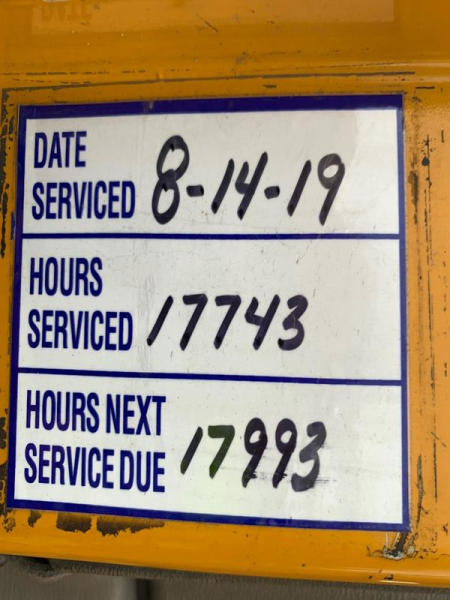 DATE
SERVICED 8-14-19
HOURS
SERVICED 17743
HOURS NEXT
SERVICE DUE 17993